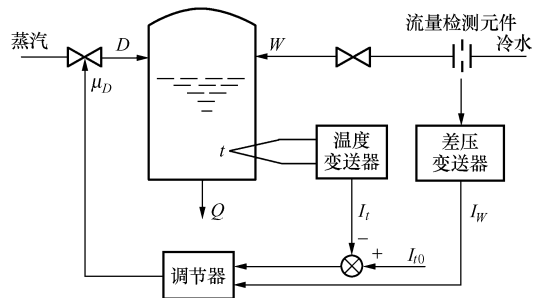 流量检测元件
蒸汽
D
W
冷水
μD
t
温度
变送器
差压
变送器
Q
It
IW
−
+
It0
调节器